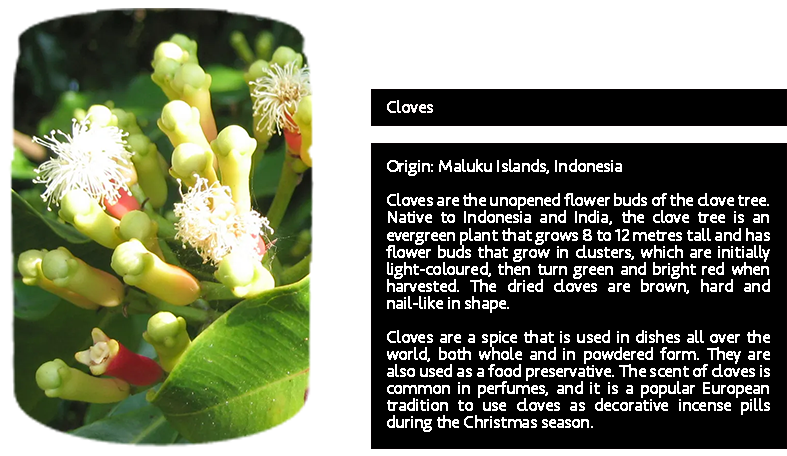 Cloves
Origin: Maluku Islands, Indonesia
Cloves are the unopened flower buds of the clove tree.
Native to Indonesia and India, the clove tree is an
evergreen plant that grows 8 to 12 metres tall and has
flower buds that grow in clusters, which are initially
light-coloured, then turn green and bright red when
harvested. The dried cloves are brown, hard and
nail-like in shape.
Cloves are a spice that is used in dishes all over the
world, both whole and in powdered form. They are
also used as a food preservative. The scent of cloves is
common in perfumes, and it is a popular European
tradition to use cloves as decorative incense pills
during the Christmas season.